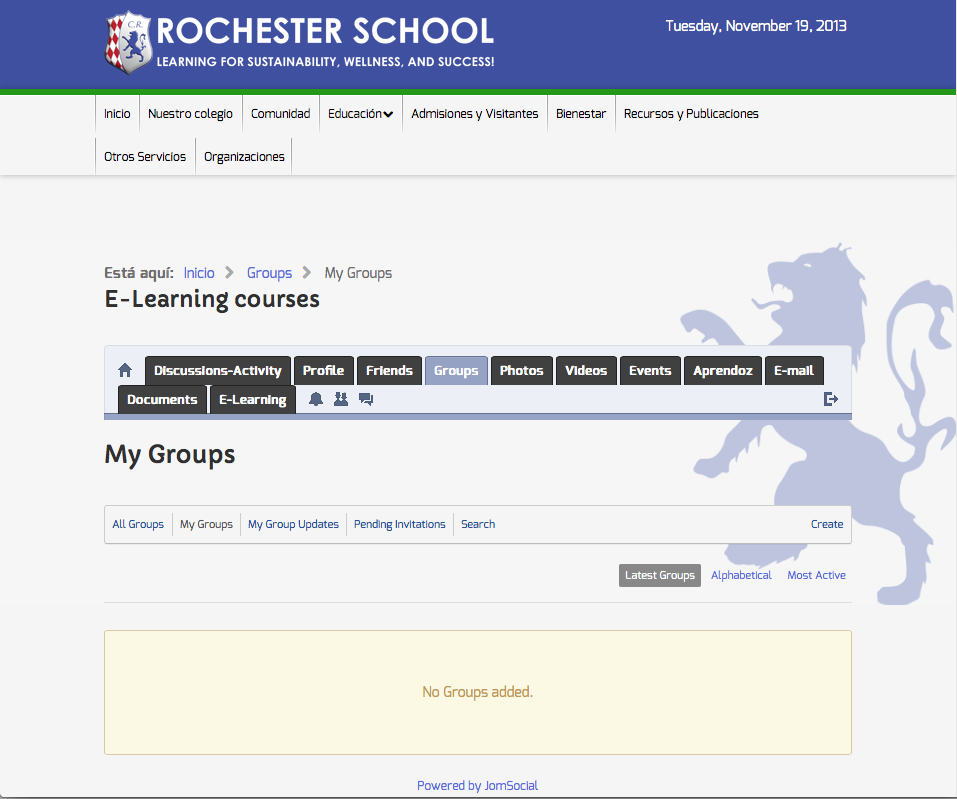 C.R.
ROCHESTER SCHOOL
LEARNING FOR SUSTAINABILITY, WELLNESS, AND SUCCESS!
Tuesday, November 19, 2013
Inicio Nuestro colegio Comunidad Educación Admisiones y Visitantes Bienestar Recursos y Publicaciones
Otros Servicios Organizaciones
Está aquí: Inicio Groups My Groups
E-Learning courses
Discussions-Activity Profile Friends Groups Photos Videos Events Aprendoz E-mail
Documents E-Learning
My Groups
All Groups My Groups My Group Updates Pending Invitations Search Create
Latest Groups Alphabetical Most Active
No Groups added.
Powered by JomSocial